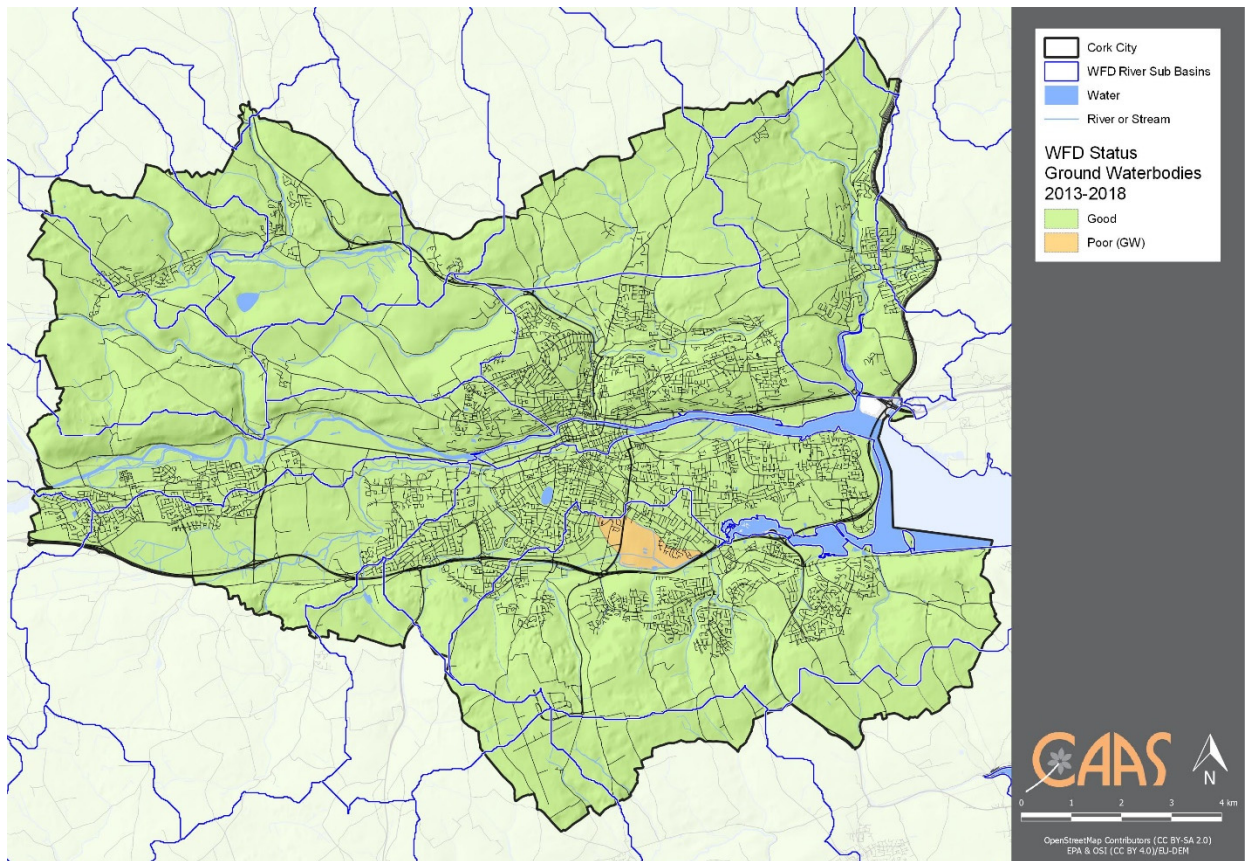 Cork City
WFD River Sub Basins
Water
River or Stream
WFD Status
Ground Waterbodies
2013-2018
Good
Poor (GW)
CAAS
N
0 1 2 3 4 km
OpenStreetMap Contributors (CC BY-SA 2.0)
EPA & OSI (CC BY 4.0)/EU-DEM